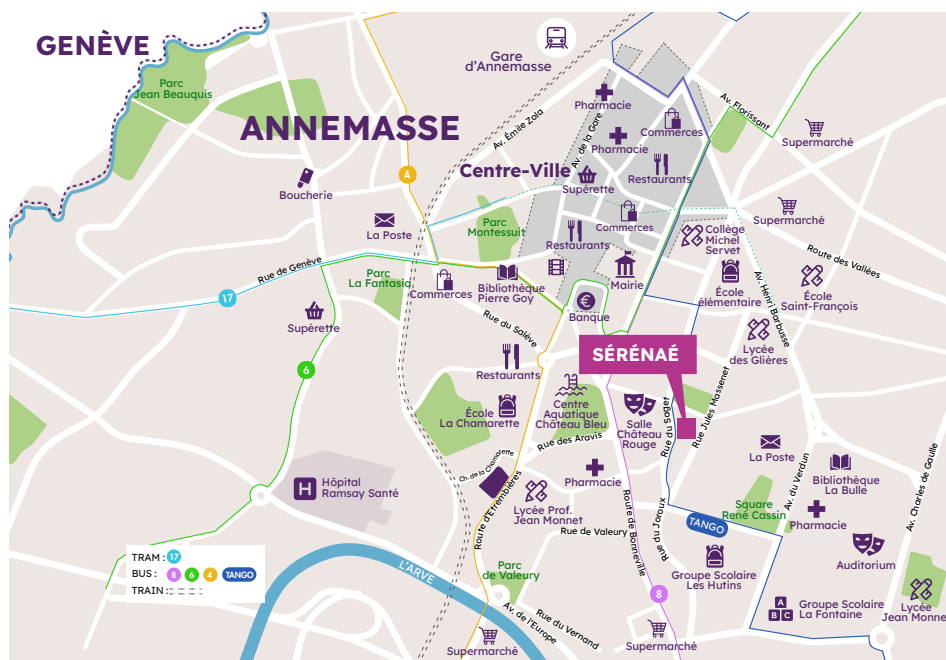 GENÈVE
Parc
Jean Beauquis
ANNEMASSE
Gare
d'Annemasse
Av. Émile Zola
Pharmacie
Av. de la Gare
Pharmacie
Commerces
Av. Florissant
Supermarché
4
Centre-Ville
Supérette
Restaurants
Boucherie
La Poste
Parc
Montessuit
Commerces
Restaurants
Supermarché
Collège
Michel
Servet
Route des Vallées
Rue de Genève
Parc
La Fantasia
Commerces
Bibliothèque
Pierre Goy
Mairie
École
élémentaire
Av. Henri Barbusse
École
Saint-François
17
Supérette
Rue du Salève
€
Banque
Lycée
des Glières
SÉRÉNAÉ
6
Restaurants
École
La Chamarette
Centre
Aquatique
Château Bleu
Salle
Château
Rouge
Rue du Saget
Rue Jules Massenet
Rue des Aravis
La Poste
Ch. de la Chamarette
Pharmacie
Bibliothèque
La Bulle
Av. du Verdun
Av. Charles de Gaulle
H
Hôpital
Ramsay Santé
Lycée Prof.
Jean Monnet
Route d'Etrembières
Rue de Valeury
Route de Bonneville
Rue du Joroux
TANGO
Square
René Cassin
Pharmacie
Auditorium
TRAM : 17
BUS : 8 6 4 TANGO
TRAIN :
L'ARVE
Parc
de Valeury
Groupe Scolaire
Les Hutins
8
Av. de l'Europe
Rue du Vernand
Supermarché
Supermarché
A
B C
Groupe Scolaire
La Fontaine
Lycée
Jean Monne